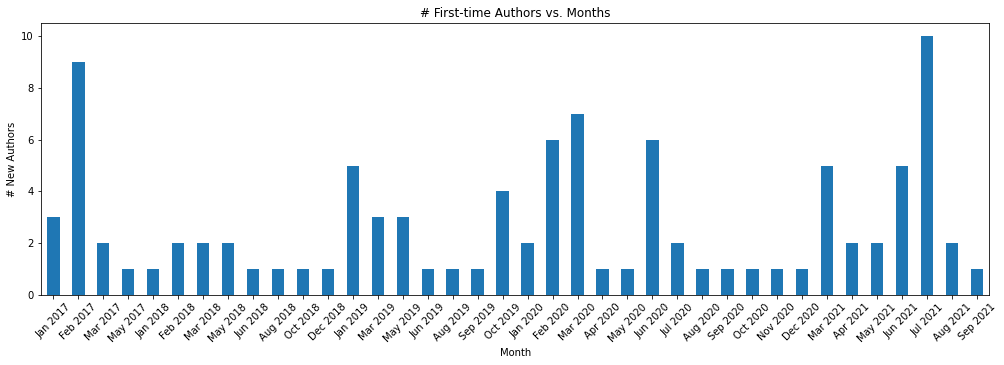 # First-time Authors vs. Months
# New Authors
10
8
6
4
2
0
Jan 2017
Feb 2017
Mar 2017
May 2017
Jan 2018
Feb 2018
Mar 2018
May 2018
Jun 2018
Aug 2018
Oct 2018
Dec 2018
Jan 2019
Mar 2019
May 2019
Jun 2019
Aug 2019
Sep 2019
Oct 2019
Jan 2020
Feb 2020
Mar 2020
Apr 2020
May 2020
Jun 2020
Jul 2020
Aug 2020
Sep 2020
Oct 2020
Nov 2020
Dec 2020
Mar 2021
Apr 2021
May 2021
Jun 2021
Jul 2021
Aug 2021
Sep 2021
Month